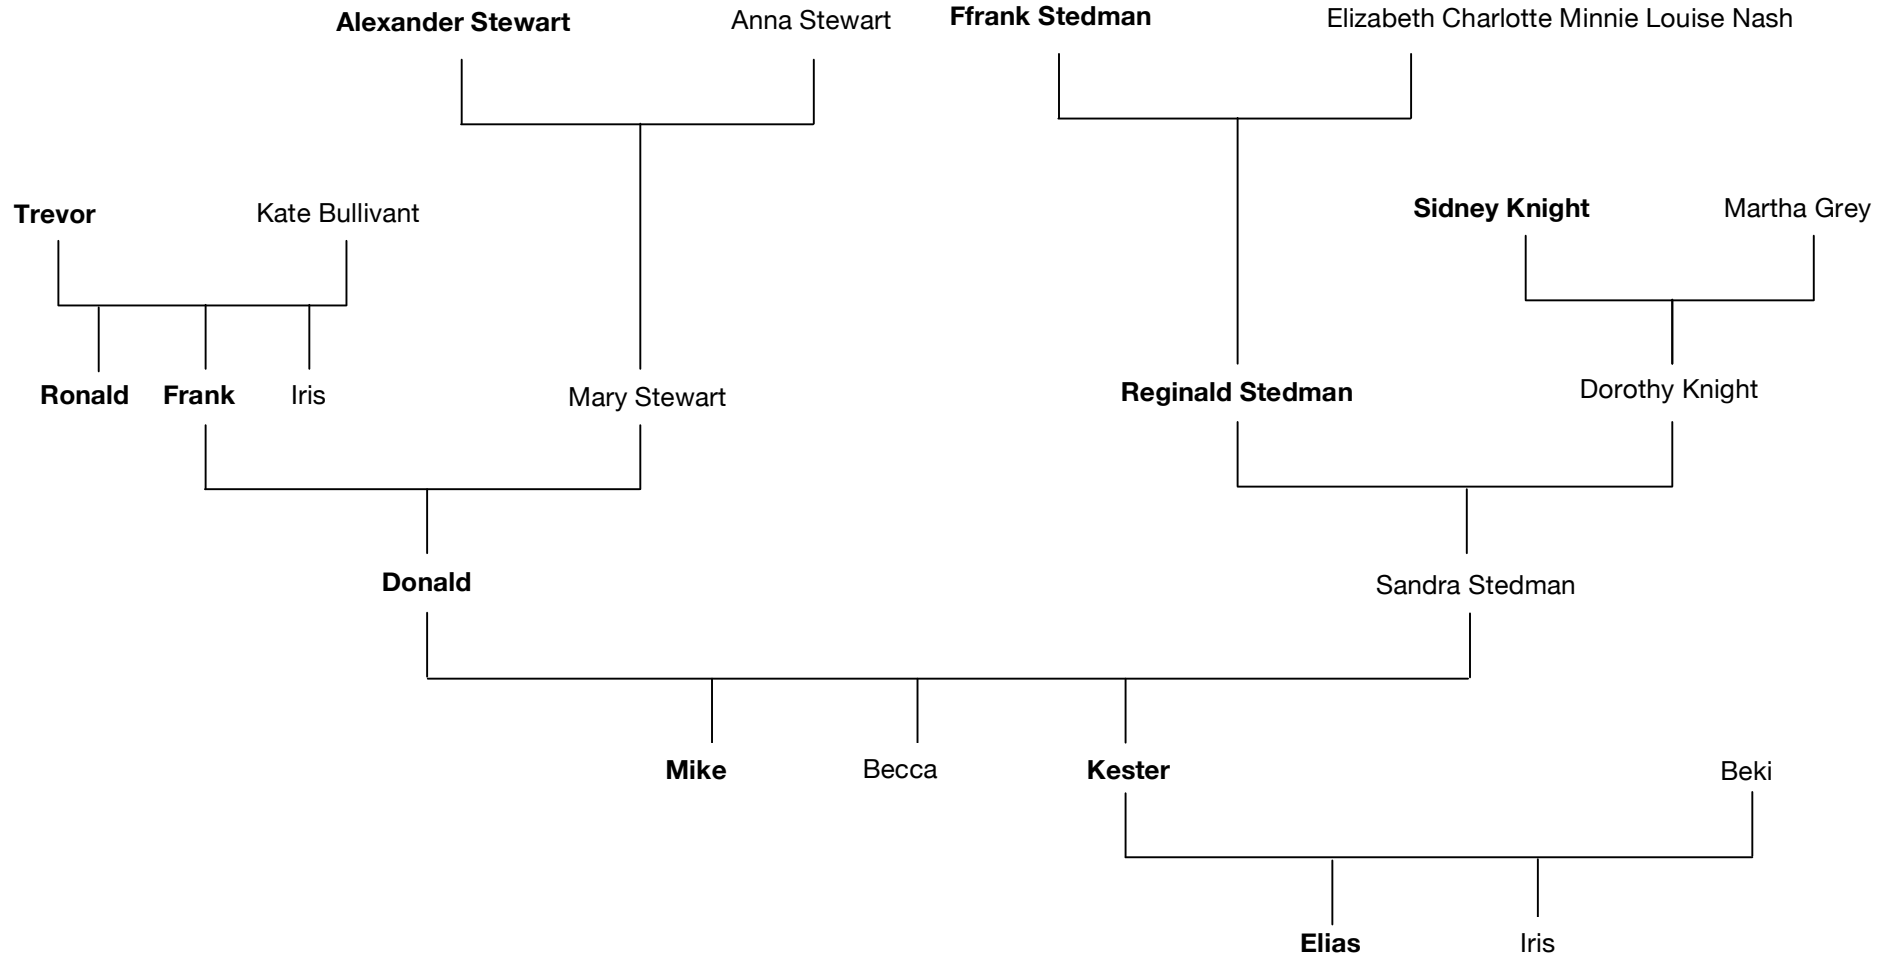 Alexander Stewart
Anna Stewart
Ffrank Stedman
Elizabeth Charlotte Minnie Louise Nash
Trevor
Kate Bullivant
Sidney Knight
Martha Grey
Ronald
Frank
Iris
Mary Stewart
Reginald Stedman
Dorothy Knight
Donald
Sandra Stedman
Mike
Becca
Kester
Beki
Elias
Iris